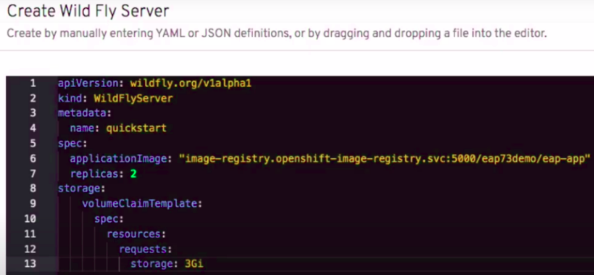 Create Wild Fly Server
Create by manually entering YAML or JSON definitions, or by dragging and dropping a file into the editor.
1 apiVersion: wildfly.org/v1alpha1
2 kind: WildFlyServer
3 metadata:
4   name: quickstart
5 spec:
6   applicationImage: "image-registry.openshift-image-registry.svc:5000/eap73demo/eap-app"
7   replicas: 2
8 storage:
9     volumeClaimTemplate:
10       spec:
11         resources:
12           requests:
13             storage: 3Gi